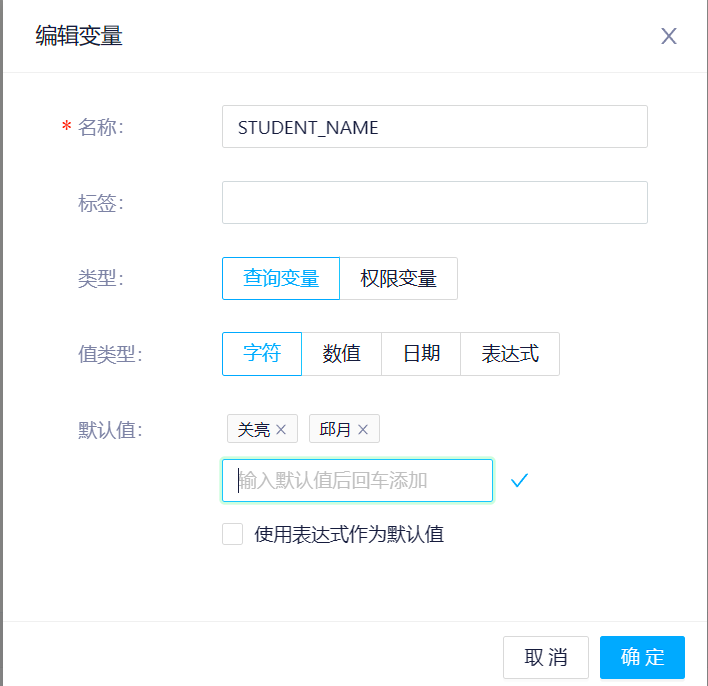 编辑变量
* 名称:
STUDENT_NAME
标签:
类型:
查询变量 权限变量
值类型:
字符 数值 日期 表达式
默认值:
关亮 邱月
输入默认值后回车添加
使用表达式作为默认值
取消 确定